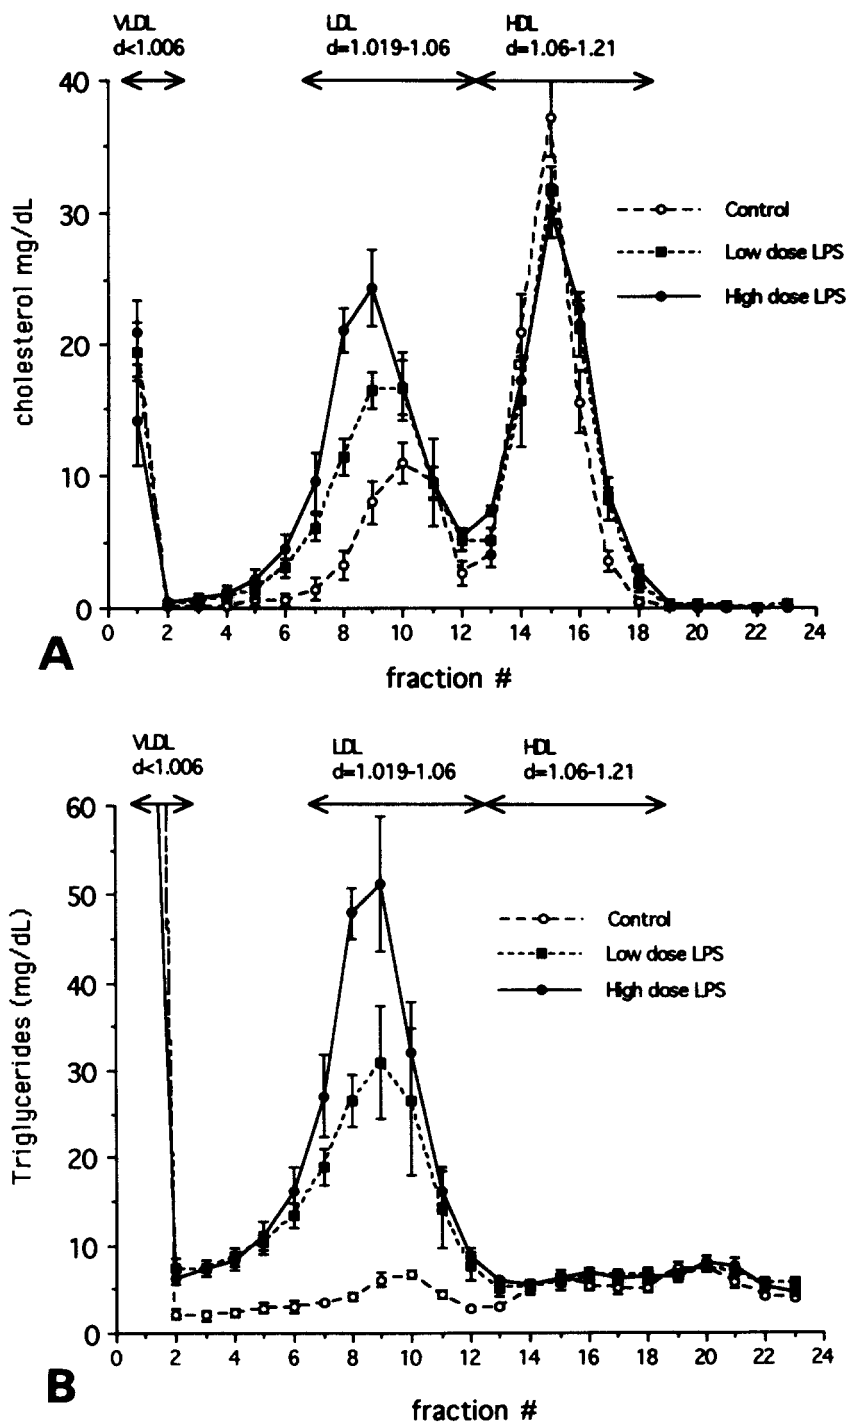 VLDL LDL HDL
d<1.006 d=1.019-1.06 d=1.06-1.21
40
30
20
10
0
cholesterol mg/dL
Control
Low dose LPS
High dose LPS
0 2 4 6 8 10 12 14 16 18 20 22 24
A
fraction #
VLDL LDL HDL
d<1.006 d=1.019-1.06 d=1.06-1.21
60
50
40
30
20
10
0
Triglycerides (mg/dL)
Control
Low dose LPS
High dose LPS
0 2 4 6 8 10 12 14 16 18 20 22 24
B
fraction #